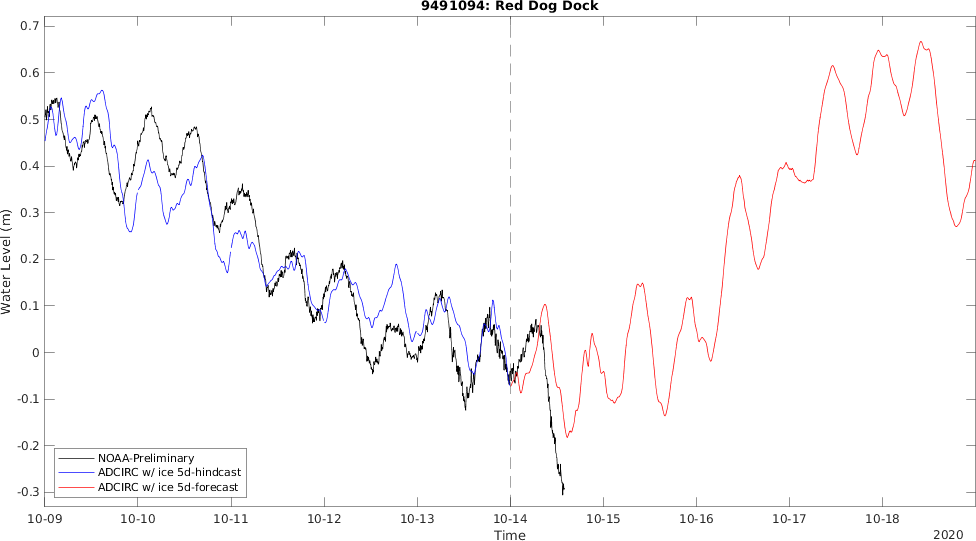 9491094: Red Dog Dock
Water Level (m)
0.7
0.6
0.5
0.4
0.3
0.2
0.1
0
-0.1
-0.2
-0.3
NOAA-Preliminary
ADCIRC w/ ice 5d-hindcast
ADCIRC w/ ice 5d-forecast
10-09 10-10 10-11 10-12 10-13 10-14 10-15 10-16 10-17 10-18
Time
2020